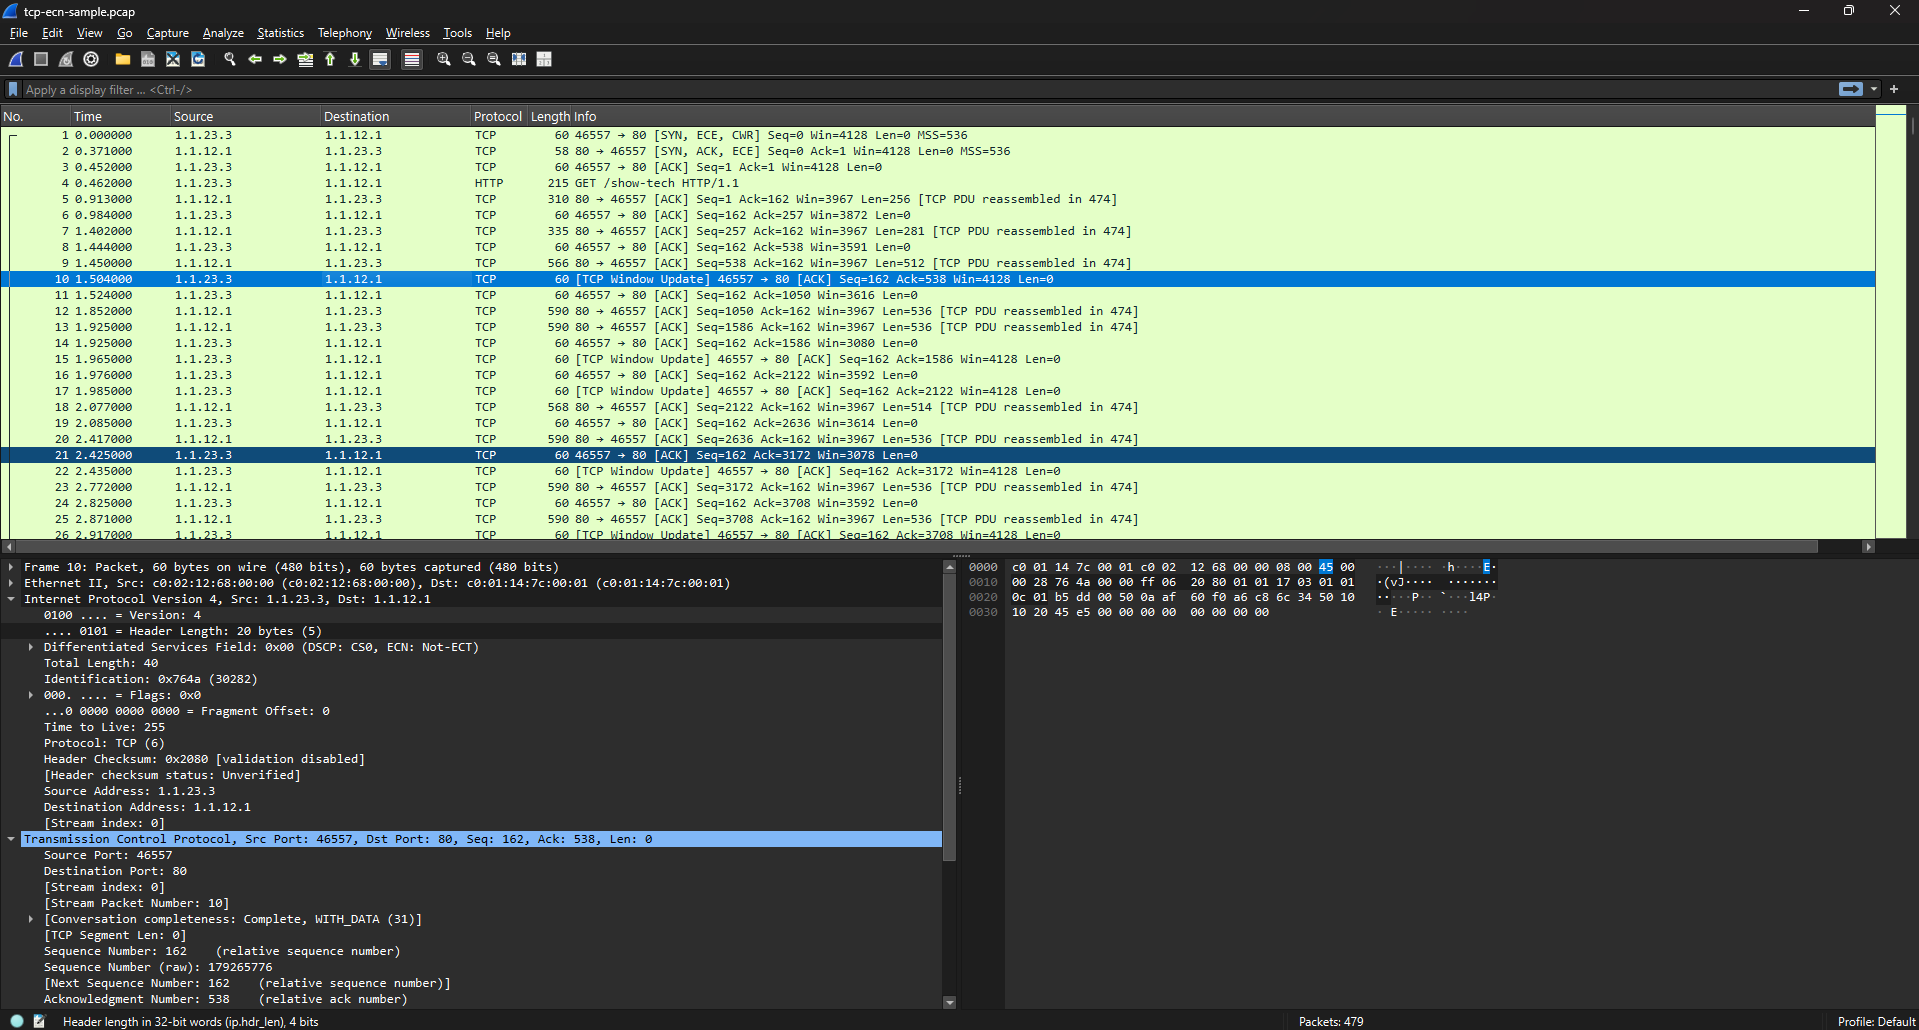 tcp-ecn-sample.pcap
File Edit View Go Capture Analyze Statistics Telephony Wireless Tools Help
Apply a display filter ... <Ctrl-/>
No. Time Source Destination Protocol Length Info
1 0.000000 1.1.23.3 1.1.12.1 TCP 60 46557 → 80 [SYN, ECE, CWR] Seq=0 Win=4128 Len=0 MSS=536
2 0.371000 1.1.12.1 1.1.23.3 TCP 58 80 → 46557 [SYN, ACK, ECE] Seq=0 Ack=1 Win=4128 Len=0 MSS=536
3 0.452000 1.1.23.3 1.1.12.1 TCP 60 46557 → 80 [ACK] Seq=1 Ack=1 Win=4128 Len=0
4 0.462000 1.1.23.3 1.1.12.1 HTTP 215 GET /show-tech HTTP/1.1
5 0.913000 1.1.12.1 1.1.23.3 TCP 310 80 → 46557 [ACK] Seq=1 Ack=162 Win=3967 Len=256 [TCP PDU reassembled in 474]
6 0.984000 1.1.23.3 1.1.12.1 TCP 60 46557 → 80 [ACK] Seq=162 Ack=257 Win=3872 Len=0
7 1.402000 1.1.12.1 1.1.23.3 TCP 335 80 → 46557 [ACK] Seq=257 Ack=162 Win=3967 Len=281 [TCP PDU reassembled in 474]
8 1.444000 1.1.23.3 1.1.12.1 TCP 60 46557 → 80 [ACK] Seq=162 Ack=538 Win=3591 Len=0
9 1.450000 1.1.12.1 1.1.23.3 TCP 566 80 → 46557 [ACK] Seq=538 Ack=162 Win=3967 Len=512 [TCP PDU reassembled in 474]
10 1.504000 1.1.23.3 1.1.12.1 TCP 60 [TCP Window Update] 46557 → 80 [ACK] Seq=162 Ack=538 Win=4128 Len=0
11 1.524000 1.1.23.3 1.1.12.1 TCP 60 46557 → 80 [ACK] Seq=162 Ack=1050 Win=3616 Len=0
12 1.852000 1.1.12.1 1.1.23.3 TCP 590 80 → 46557 [ACK] Seq=1050 Ack=162 Win=3967 Len=536 [TCP PDU reassembled in 474]
13 1.925000 1.1.12.1 1.1.23.3 TCP 590 80 → 46557 [ACK] Seq=1586 Ack=162 Win=3967 Len=536 [TCP PDU reassembled in 474]
14 1.925000 1.1.23.3 1.1.12.1 TCP 60 46557 → 80 [ACK] Seq=162 Ack=1586 Win=3080 Len=0
15 1.965000 1.1.23.3 1.1.12.1 TCP 60 [TCP Window Update] 46557 → 80 [ACK] Seq=162 Ack=1586 Win=4128 Len=0
16 1.976000 1.1.23.3 1.1.12.1 TCP 60 46557 → 80 [ACK] Seq=162 Ack=2122 Win=3592 Len=0
17 1.985000 1.1.23.3 1.1.12.1 TCP 60 [TCP Window Update] 46557 → 80 [ACK] Seq=162 Ack=2122 Win=4128 Len=0
18 2.077000 1.1.12.1 1.1.23.3 TCP 568 80 → 46557 [ACK] Seq=2122 Ack=162 Win=3967 Len=514 [TCP PDU reassembled in 474]
19 2.085000 1.1.23.3 1.1.12.1 TCP 60 46557 → 80 [ACK] Seq=162 Ack=2636 Win=3614 Len=0
20 2.417000 1.1.12.1 1.1.23.3 TCP 590 80 → 46557 [ACK] Seq=2636 Ack=162 Win=3967 Len=536 [TCP PDU reassembled in 474]
21 2.425000 1.1.23.3 1.1.12.1 TCP 60 46557 → 80 [ACK] Seq=162 Ack=3172 Win=3078 Len=0
22 2.435000 1.1.23.3 1.1.12.1 TCP 60 [TCP Window Update] 46557 → 80 [ACK] Seq=162 Ack=3172 Win=4128 Len=0
23 2.772000 1.1.12.1 1.1.23.3 TCP 590 80 → 46557 [ACK] Seq=3172 Ack=162 Win=3967 Len=536 [TCP PDU reassembled in 474]
24 2.825000 1.1.23.3 1.1.12.1 TCP 60 46557 → 80 [ACK] Seq=162 Ack=3708 Win=3592 Len=0
25 2.871000 1.1.12.1 1.1.23.3 TCP 590 80 → 46557 [ACK] Seq=3708 Ack=162 Win=3967 Len=536 [TCP PDU reassembled in 474]
26 2.917000 1.1.23.3 1.1.12.1 TCP 60 [TCP Window Update] 46557 → 80 [ACK] Seq=162 Ack=3708 Win=4128 Len=0
Frame 10: Packet, 60 bytes on wire (480 bits), 60 bytes captured (480 bits)
Ethernet II, Src: c0:02:12:68:00:00 (c0:02:12:68:00:00), Dst: c0:01:14:7c:00:01 (c0:01:14:7c:00:01)
Internet Protocol Version 4, Src: 1.1.23.3, Dst: 1.1.12.1
0100 .... = Version: 4
.... 0101 = Header Length: 20 bytes (5)
Differentiated Services Field: 0x00 (DSCP: CS0, ECN: Not-ECT)
Total Length: 40
Identification: 0x764a (30282)
000. .... = Flags: 0x0
...0 0000 0000 0000 = Fragment Offset: 0
Time to Live: 255
Protocol: TCP (6)
Header Checksum: 0x2080 [validation disabled]
[Header checksum status: Unverified]
Source Address: 1.1.23.3
Destination Address: 1.1.12.1
[Stream index: 0]
Transmission Control Protocol, Src Port: 46557, Dst Port: 80, Seq: 162, Ack: 538, Len: 0
Source Port: 46557
Destination Port: 80
[Stream index: 0]
[Stream Packet Number: 10]
[Conversation completeness: Complete, WITH_DATA (31)]
[TCP Segment Len: 0]
Sequence Number: 162 (relative sequence number)
Sequence Number (raw): 179265776
[Next Sequence Number: 162 (relative sequence number)]
Acknowledgment Number: 538 (relative ack number)
0000 c0 01 14 7c 00 01 c0 02 12 68 00 00 08 00 45 00 ···|···· ·h····E·
0010 00 28 76 4a 00 00 ff 06 20 80 01 01 17 03 01 01 ·(vJ···· ·······
0020 0c 01 b5 dd 00 50 0a af 60 f0 a6 c8 6c 34 50 10 ·····P·· `···l4P·
0030 10 20 45 e5 00 00 00 00 00 00 00 00 · E····· ····
Header length in 32-bit words (ip.hdr_len), 4 bits
Packets: 479
Profile: Default